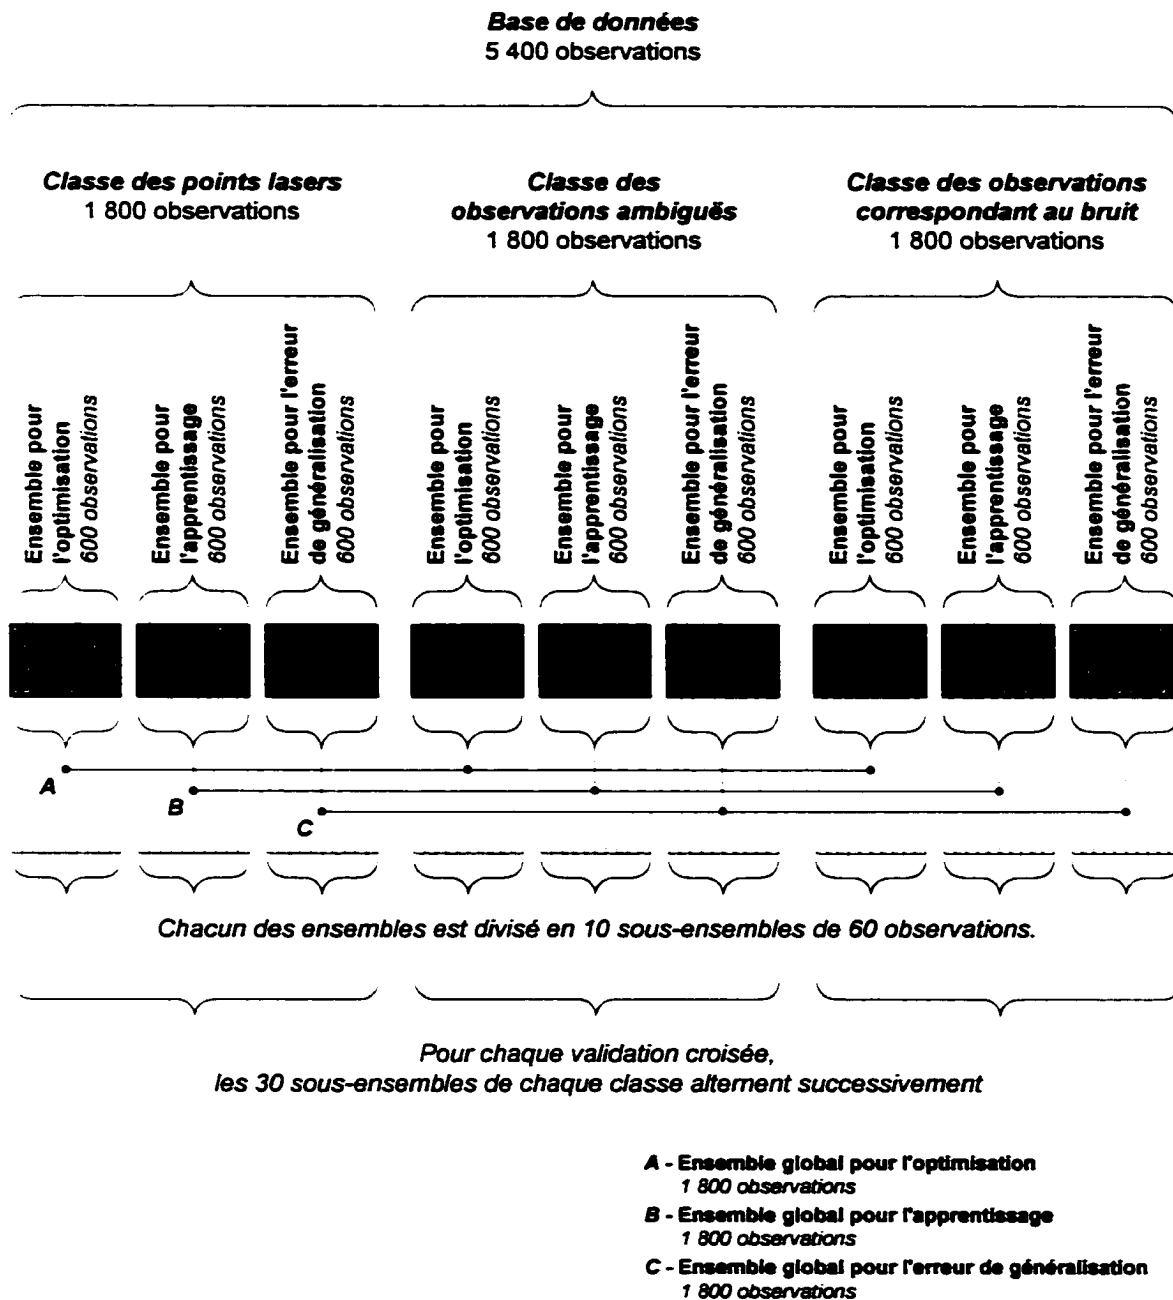 Base de données
5 400 observations
Classe des points lasers
1 800 observations
Classe des
observations ambiguës
1 800 observations
Classe des observations
correspondant au bruit
1 800 observations
Ensemble pour
l'optimisation
600 observations
Ensemble pour
l'apprentissage
600 observations
Ensemble pour l'erreur
de généralisation
600 observations
Ensemble pour
l'optimisation
600 observations
Ensemble pour
l'apprentissage
600 observations
Ensemble pour l'erreur
de généralisation
600 observations
Ensemble pour
l'optimisation
600 observations
Ensemble pour
l'apprentissage
600 observations
Ensemble pour l'erreur
de généralisation
600 observations
A
B
C
Chacun des ensembles est divisé en 10 sous-ensembles de 60 observations.
Pour chaque validation croisée,
les 30 sous-ensembles de chaque classe alternent successivement
A - Ensemble global pour l'optimisation
1 800 observations
B - Ensemble global pour l'apprentissage
1 800 observations
C - Ensemble global pour l'erreur de généralisation
1 800 observations